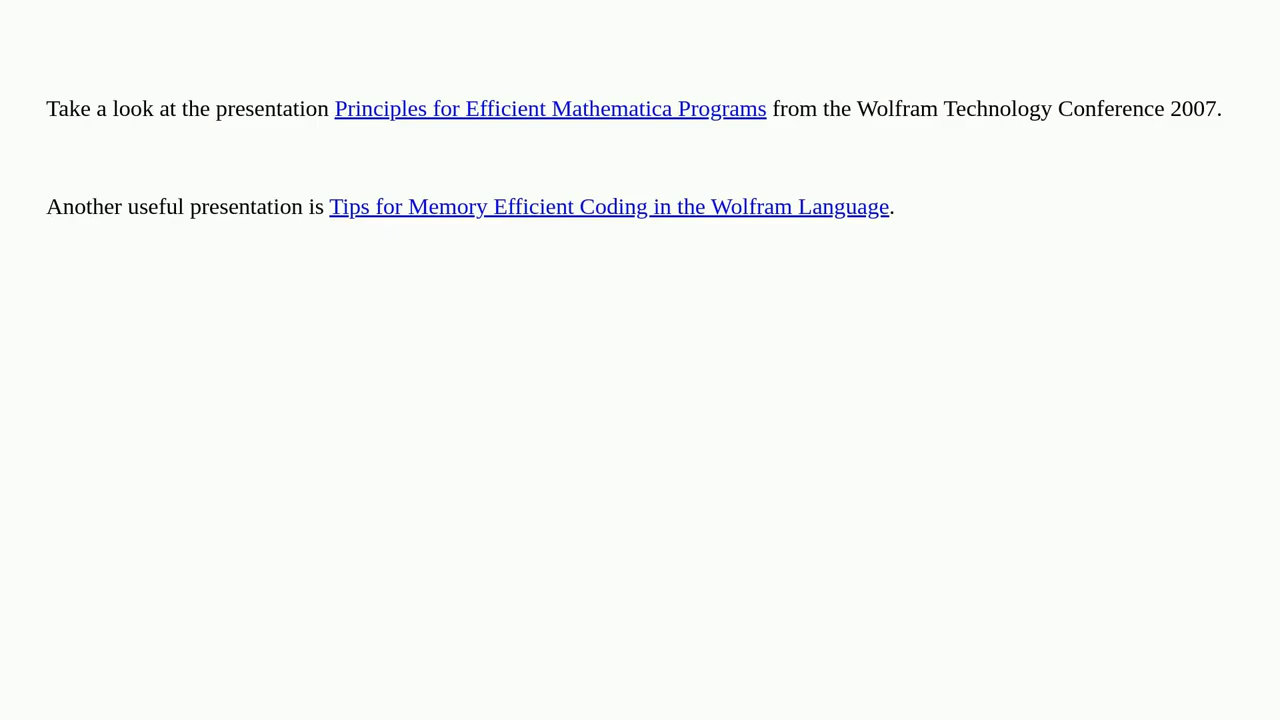 Take a look at the presentation Principles for Efficient Mathematica Programs from the Wolfram Technology Conference 2007.
Another useful presentation is Tips for Memory Efficient Coding in the Wolfram Language.